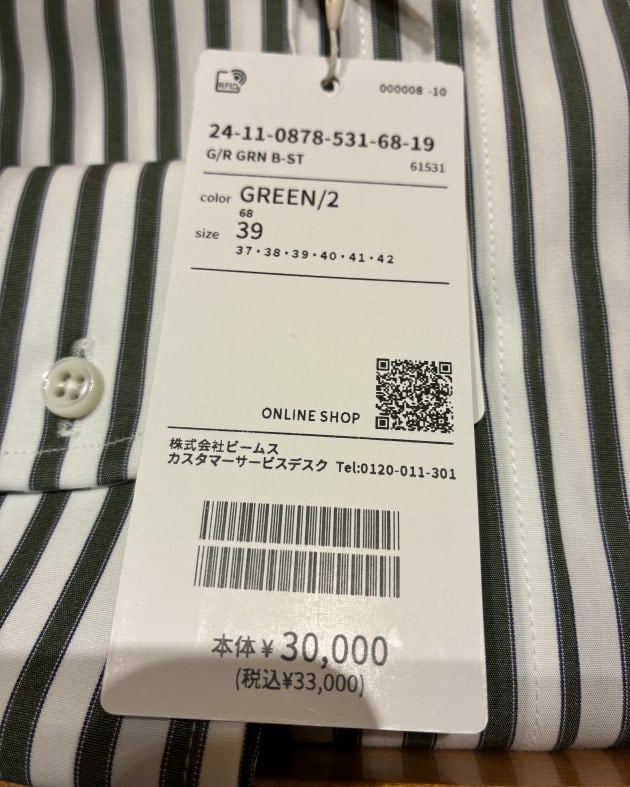 RFID
000008 -10
24-11-0878-531-68-19
G/R GRN B-ST
61531
color GREEN/2
68
size 39
37・38・39・40・41・42
ONLINE SHOP
株式会社ビームス
カスタマーサービスデスク Tel:0120-011-301
本体¥ 30,000
(税込¥33,000)